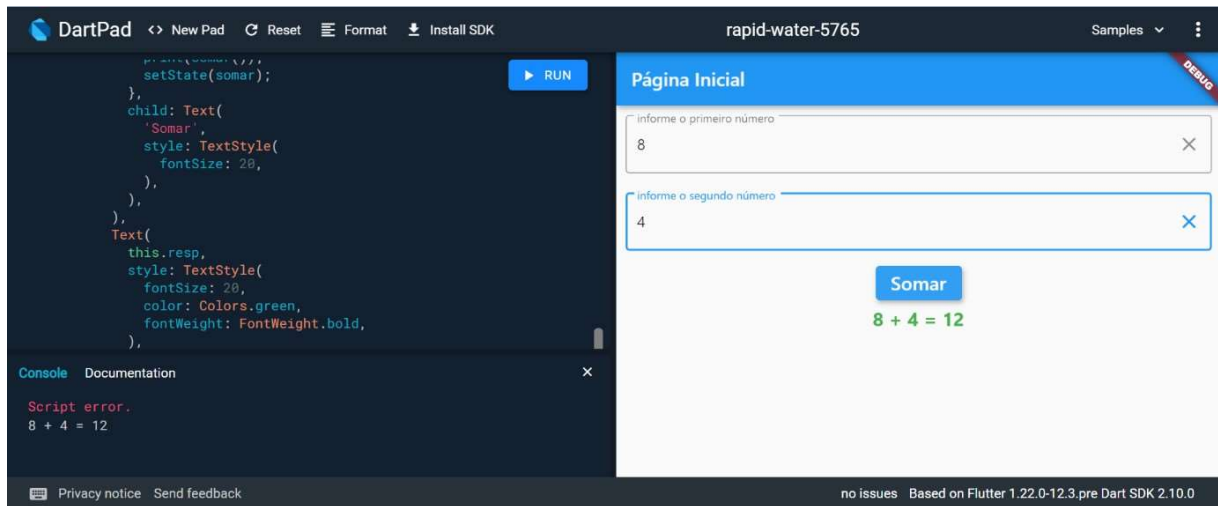 DartPad <> New Pad Reset Format Install SDK rapid-water-5765 Samples
print(somar());
setState(somar);
},
child: Text(
'Somar',
style: TextStyle(
fontSize: 20,
),
),
),
Text(
this.resp,
style: TextStyle(
fontSize: 20,
color: Colors.green,
fontWeight: FontWeight.bold,
),
RUN
Console Documentation
Script error.
8 + 4 = 12
Página Inicial
DEBUG
informe o primeiro número
8
informe o segundo número
4
Somar
8 + 4 = 12
Privacy notice Send feedback no issues Based on Flutter 1.22.0-12.3.pre Dart SDK 2.10.0